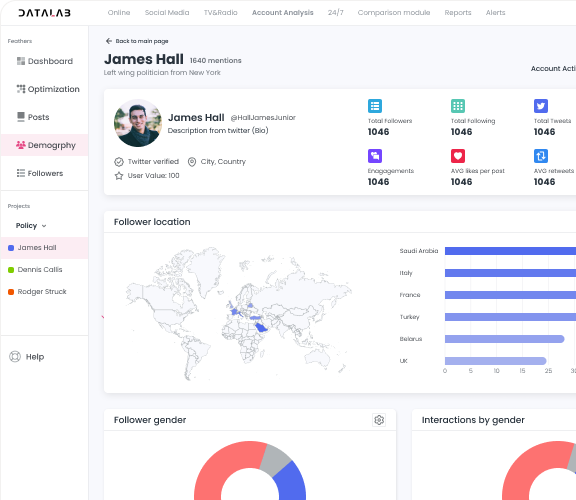 DATALAB
Online Social Media TV&Radio Account Analysis 24/7 Comparison module Reports Alerts
Feathers
Dashboard
Optimization
Posts
Demogrphy
Followers
Projects
Policy
James Hall
Dennis Callis
Rodger Struck
Help
Back to main page
James Hall 1640 mentions
Left wing politician from New York
Account Acti
James Hall @HallJamesJunior
Description from twitter (Bio)
Twitter verified City, Country
User Value: 100
Total Followers
1046
Total Following
1046
Total Tweets
1046
Enagagements
1046
AVG likes per post
1046
AVG retweets
1046
Follower location
Saudi Arabia
Italy
France
Turkey
Belarus
UK
0 5 10 15 20 25 30
Follower gender
Interactions by gender